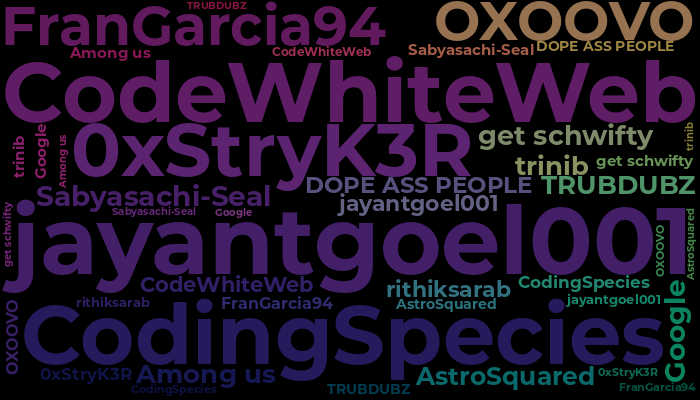 TRUBDUBZ
FranGarcia94
OXOOVO
Among us
CodeWhiteWeb
Sabyasachi-Seal
DOPE ASS PEOPLE
CodeWhiteWeb
trinib
Google
Among us
0xStryK3R
get schwifty
trinib
trinib
get schwifty
DOPE ASS PEOPLE
TRUBDUBZ
Sabyasachi-Seal
jayantgoel001
Sabyasachi-Seal
Google
get schwifty
jayantgoel001
OXOOVO
AstroSquared
CodeWhiteWeb
rithiksarab
CodingSpecies
rithiksarab
FranGarcia94
AstroSquared
jayantgoel001
Google
OXOOVO
CodingSpecies
0xStryK3R
Among us
AstroSquared
0xStryK3R
CodingSpecies
TRUBDUBZ
FranGarcia94